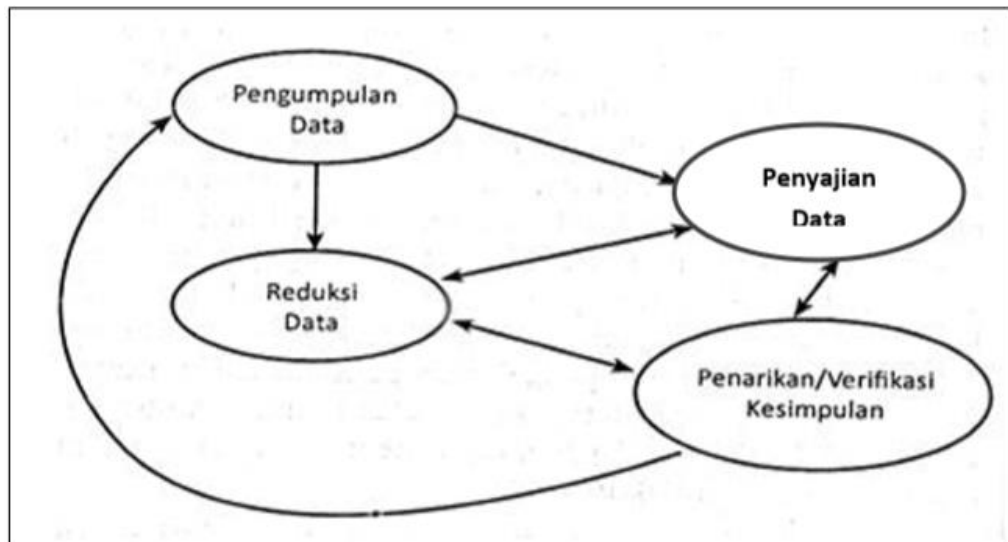 Pengumpulan
Data
Penyajian
Data
Reduksi
Data
Penarikan/Verifikasi
Kesimpulan